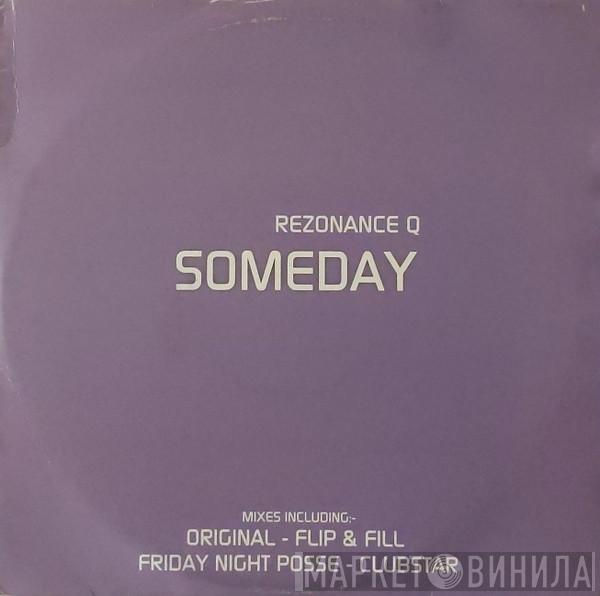 REZONANCE Q
SOMEDAY
MIXES INCLUDING:-
ORIGINAL - FLIP & FILL
FRIDAY NIGHT POSSE - CLUBSTAR
МАРКЕТ ВИНИЛА